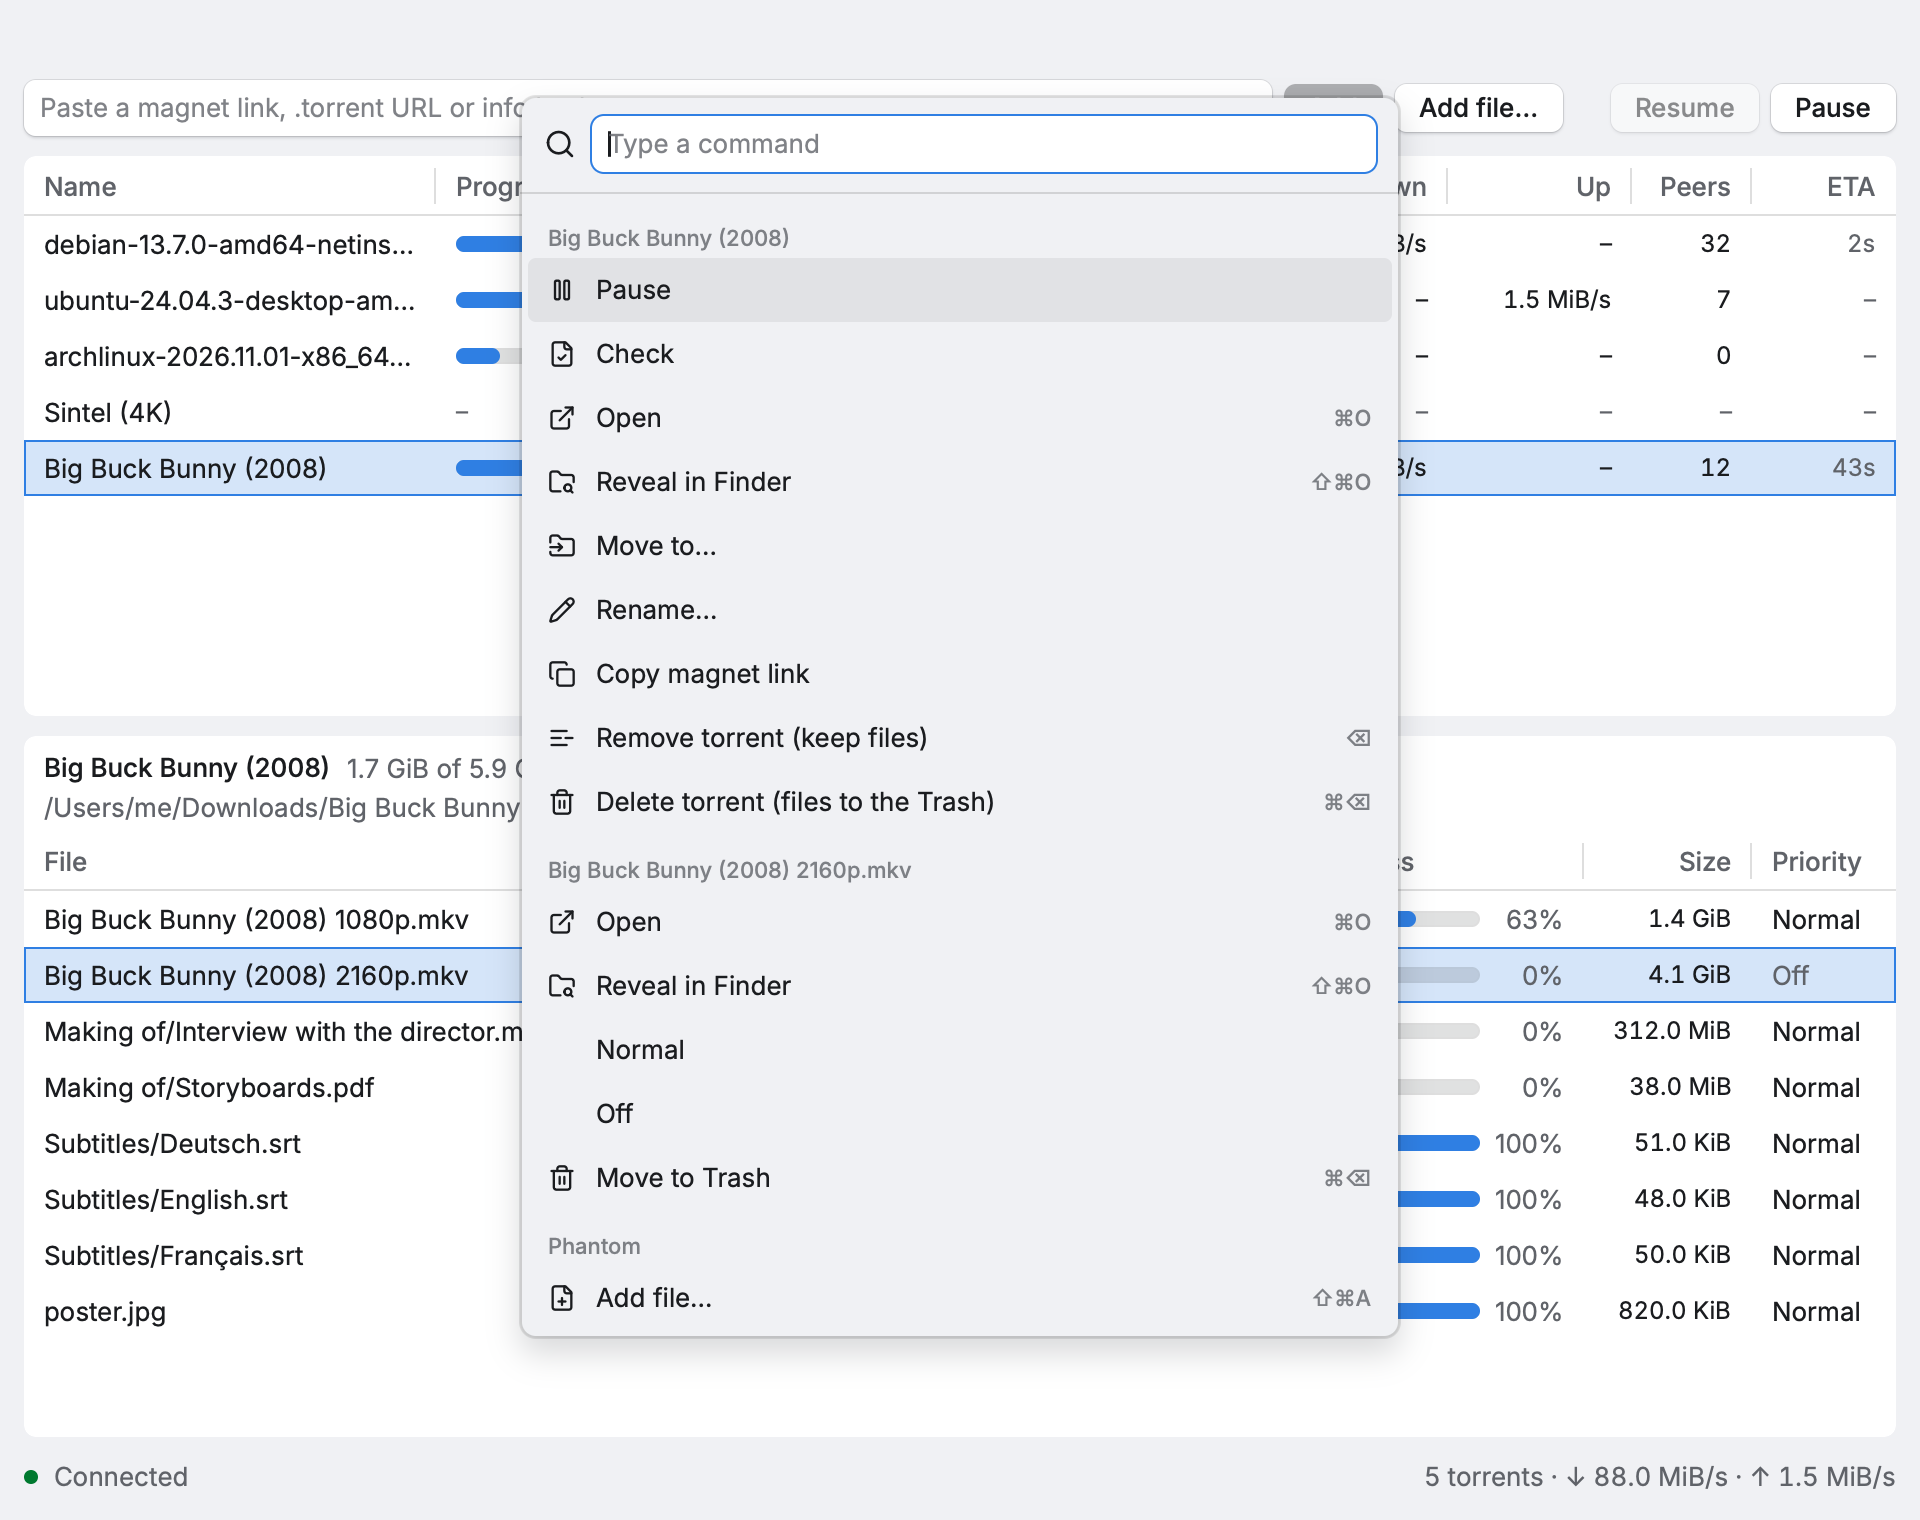 Paste a magnet link, .torrent URL or info
Add file...
Resume
Pause
Type a command
Name
Up
Peers
ETA
debian-13.7.0-amd64-netins...
–
32
2s
ubuntu-24.04.3-desktop-am...
–
1.5 MiB/s
7
–
archlinux-2026.11.01-x86_64...
–
–
0
–
Sintel (4K)
–
–
–
–
–
Big Buck Bunny (2008)
–
12
43s
Big Buck Bunny (2008)
Pause
Check
Open ⌘O
Reveal in Finder ⇧⌘O
Move to...
Rename...
Copy magnet link
Remove torrent (keep files) ⌫
Delete torrent (files to the Trash) ⌘⌫
Big Buck Bunny (2008) 2160p.mkv
Open ⌘O
Reveal in Finder ⇧⌘O
Normal
Off
Move to Trash ⌘⌫
Phantom
Add file... ⇧⌘A
Big Buck Bunny (2008) 1.7 GiB of 5.9
/Users/me/Downloads/Big Buck Bunny
File
Size
Priority
Big Buck Bunny (2008) 1080p.mkv
63%
1.4 GiB
Normal
Big Buck Bunny (2008) 2160p.mkv
0%
4.1 GiB
Off
Making of/Interview with the director.m
0%
312.0 MiB
Normal
Making of/Storyboards.pdf
0%
38.0 MiB
Normal
Subtitles/Deutsch.srt
100%
51.0 KiB
Normal
Subtitles/English.srt
100%
48.0 KiB
Normal
Subtitles/Français.srt
100%
50.0 KiB
Normal
poster.jpg
100%
820.0 KiB
Normal
Connected
5 torrents · ↓ 88.0 MiB/s · ↑ 1.5 MiB/s